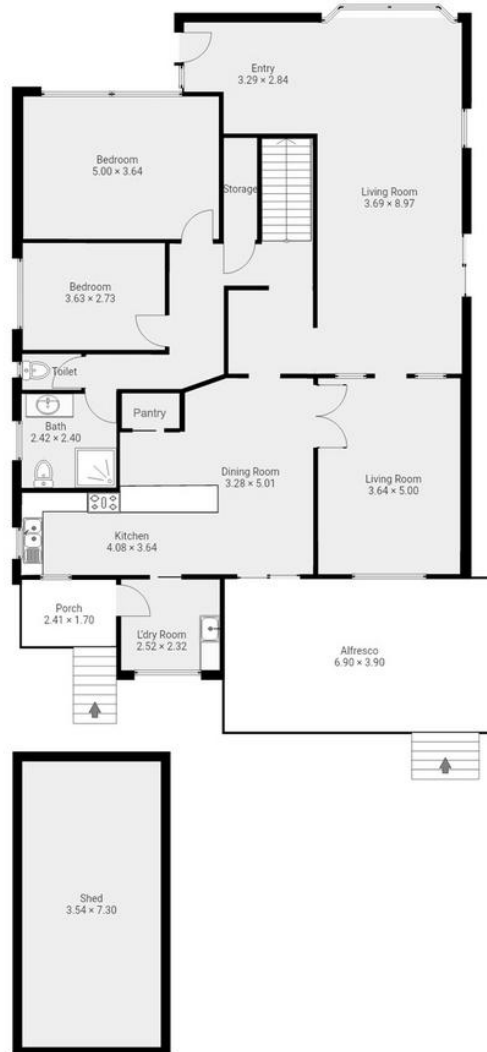 Entry
3.29 × 2.84
Bedroom
5.00 × 3.64
Storage
Living Room
3.69 × 8.97
Bedroom
3.63 × 2.73
Toilet
Pantry
Bath
2.42 × 2.40
Dining Room
3.28 × 5.01
Living Room
3.64 × 5.00
Kitchen
4.08 × 3.64
Porch
2.41 × 1.70
L'dry Room
2.52 × 2.32
Alfresco
6.90 × 3.90
Shed
3.54 × 7.30